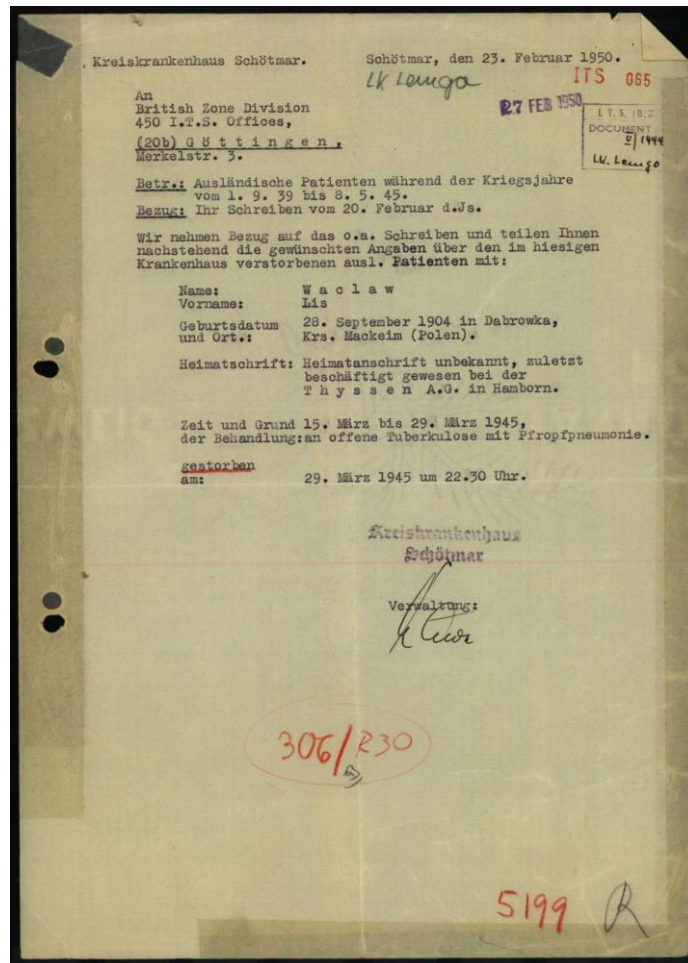 Kreiskrankenhaus Schötmar. Schötmar, den 23. Februar 1950.
LK Lemgo ITS 065
27 FEB 1950
I.T.S. (B.Z
DOCUMENT
II/1444
LK. Lemgo
An
British Zone Division
450 I.T.S. Offices,
(20b) G ö t t i n g e n ,
Merkelstr. 3.
Betr.: Ausländische Patienten während der Kriegsjahre
vom 1. 9. 39 bis 8. 5. 45.
Bezug: Ihr Schreiben vom 20. Februar d.Js.
Wir nehmen Bezug auf das o.a. Schreiben und teilen Ihnen
nachstehend die gewünschten Angaben über den im hiesigen
Krankenhaus verstorbenen ausl. Patienten mit:
Name: W a c l a w
Vorname: Lis
Geburtsdatum 28. September 1904 in Dabrowka,
und Ort.: Krs. Mackeim (Polen).
Heimatschrift: Heimatanschrift unbekannt, zuletzt
beschäftigt gewesen bei der
T h y s s e n A.G. in Hamborn.
Zeit und Grund 15. März bis 29. März 1945,
der Behandlung: an offene Tuberkulose mit Pfropfpneumonie.
gestorben
am: 29. März 1945 um 22.30 Uhr.
Kreiskrankenhaus
Schötmar
Verwaltung:
306/R30
5199 R